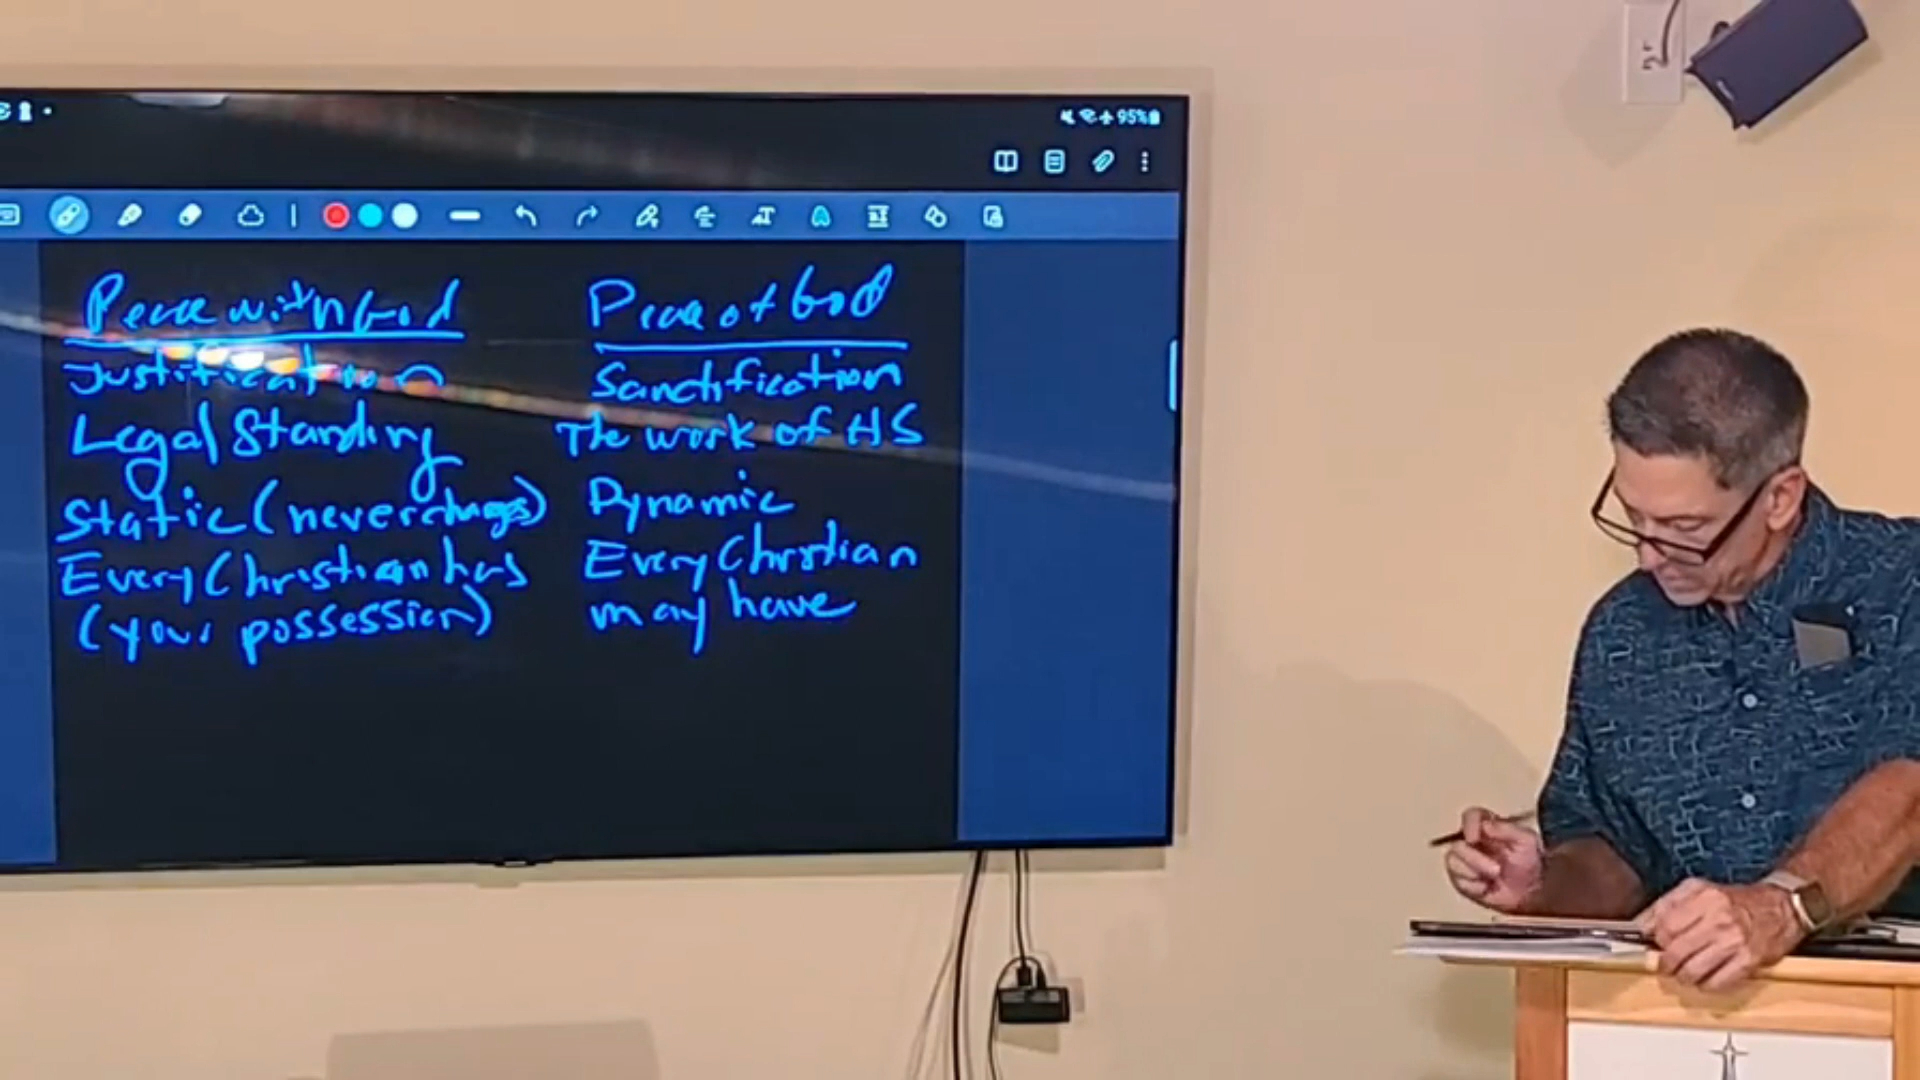 95%
Peace with God
Justification
Legal Standing
Static (never changes)
Every Christian has
(your possession)
Peace of God
Sanctification
The work of HS
Dynamic
Every Christian
may have